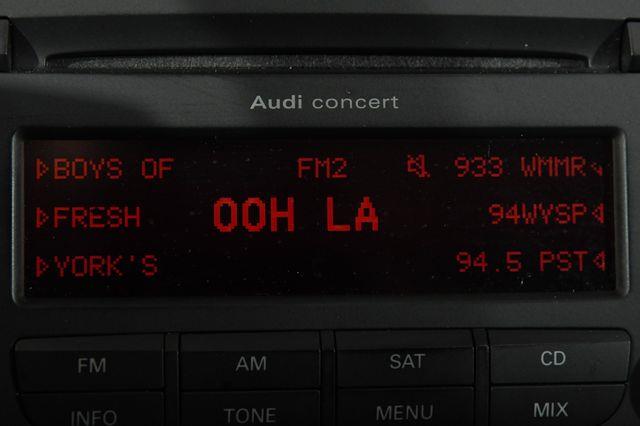 Audi concert
BOYS OF FM2 933 WMMR
FRESH OOH LA 94WYSP
YORK'S 94.5 PST
FM AM SAT CD
INFO TONE MENU MIX